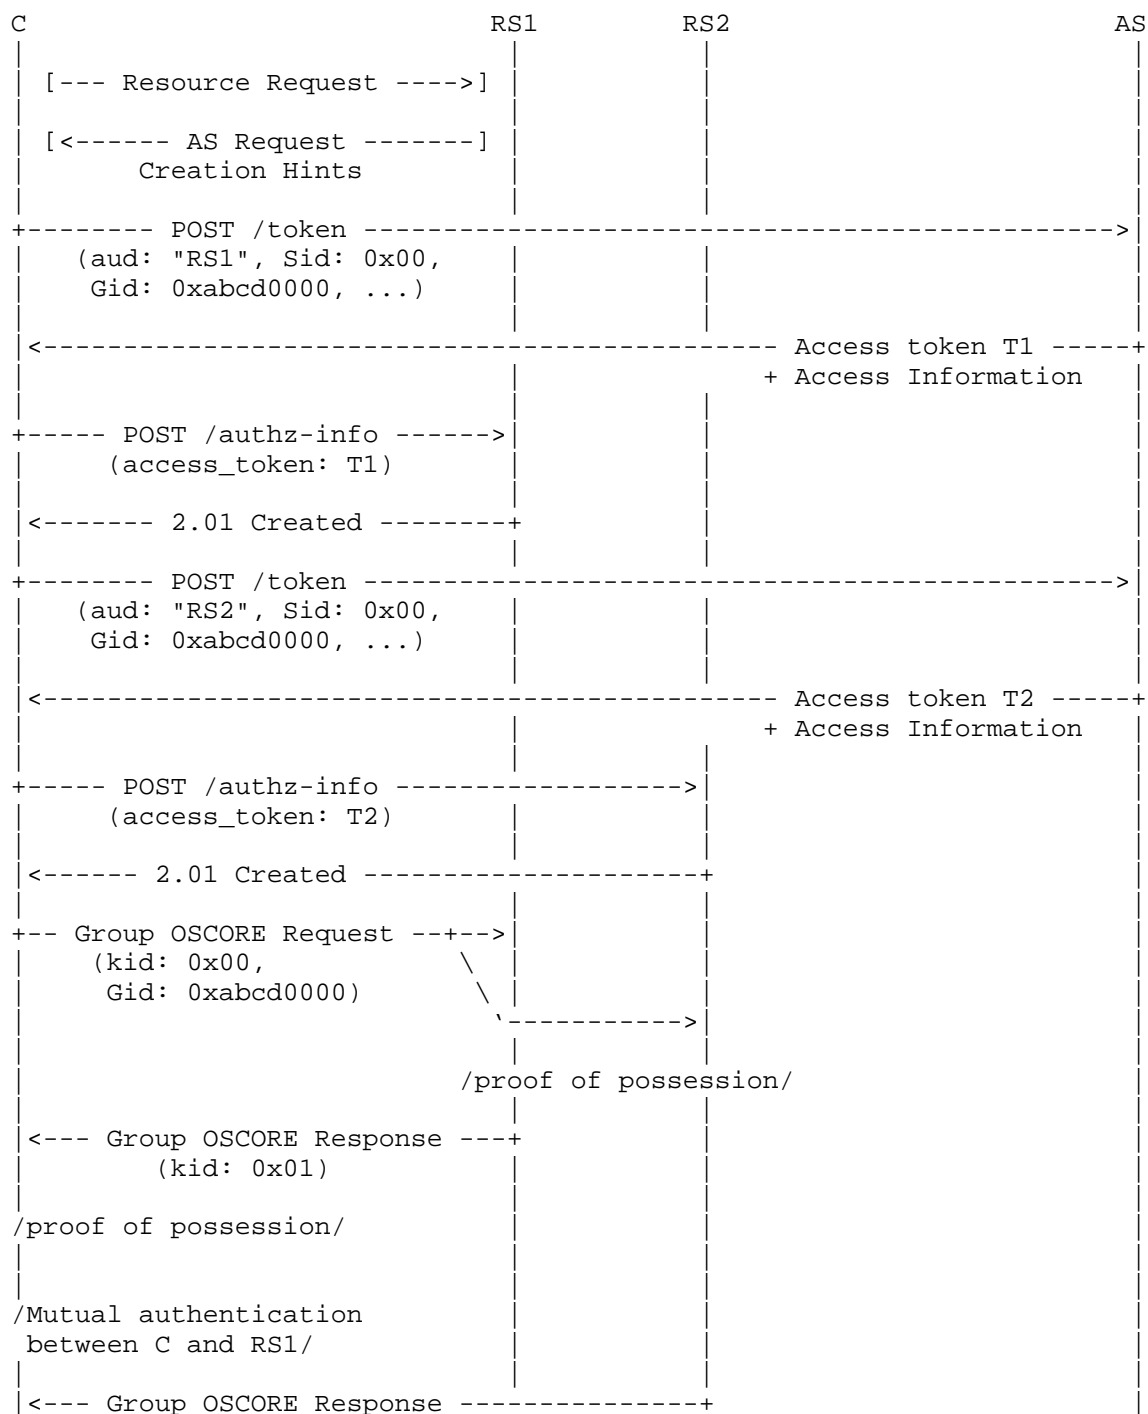 C RS1 RS2 AS
[--- Resource Request ---->]
[<------ AS Request -------]
Creation Hints
+-------- POST /token ----------------------------------------------->
(aud: "RS1", Sid: 0x00,
Gid: 0xabcd0000, ...)
<---------------------------------------------- Access token T1 -----+
+ Access Information
+----- POST /authz-info ------>
(access_token: T1)
<------- 2.01 Created --------+
+-------- POST /token ----------------------------------------------->
(aud: "RS2", Sid: 0x00,
Gid: 0xabcd0000, ...)
<---------------------------------------------- Access token T2 -----+
+ Access Information
+----- POST /authz-info ------------------>
(access_token: T2)
<------ 2.01 Created ---------------------+
+-- Group OSCORE Request --+-->
(kid: 0x00, \
Gid: 0xabcd0000) \
`----------->
/proof of possession/
<--- Group OSCORE Response ---+
(kid: 0x01)
/proof of possession/
/Mutual authentication
between C and RS1/
<--- Group OSCORE Response ---------------+